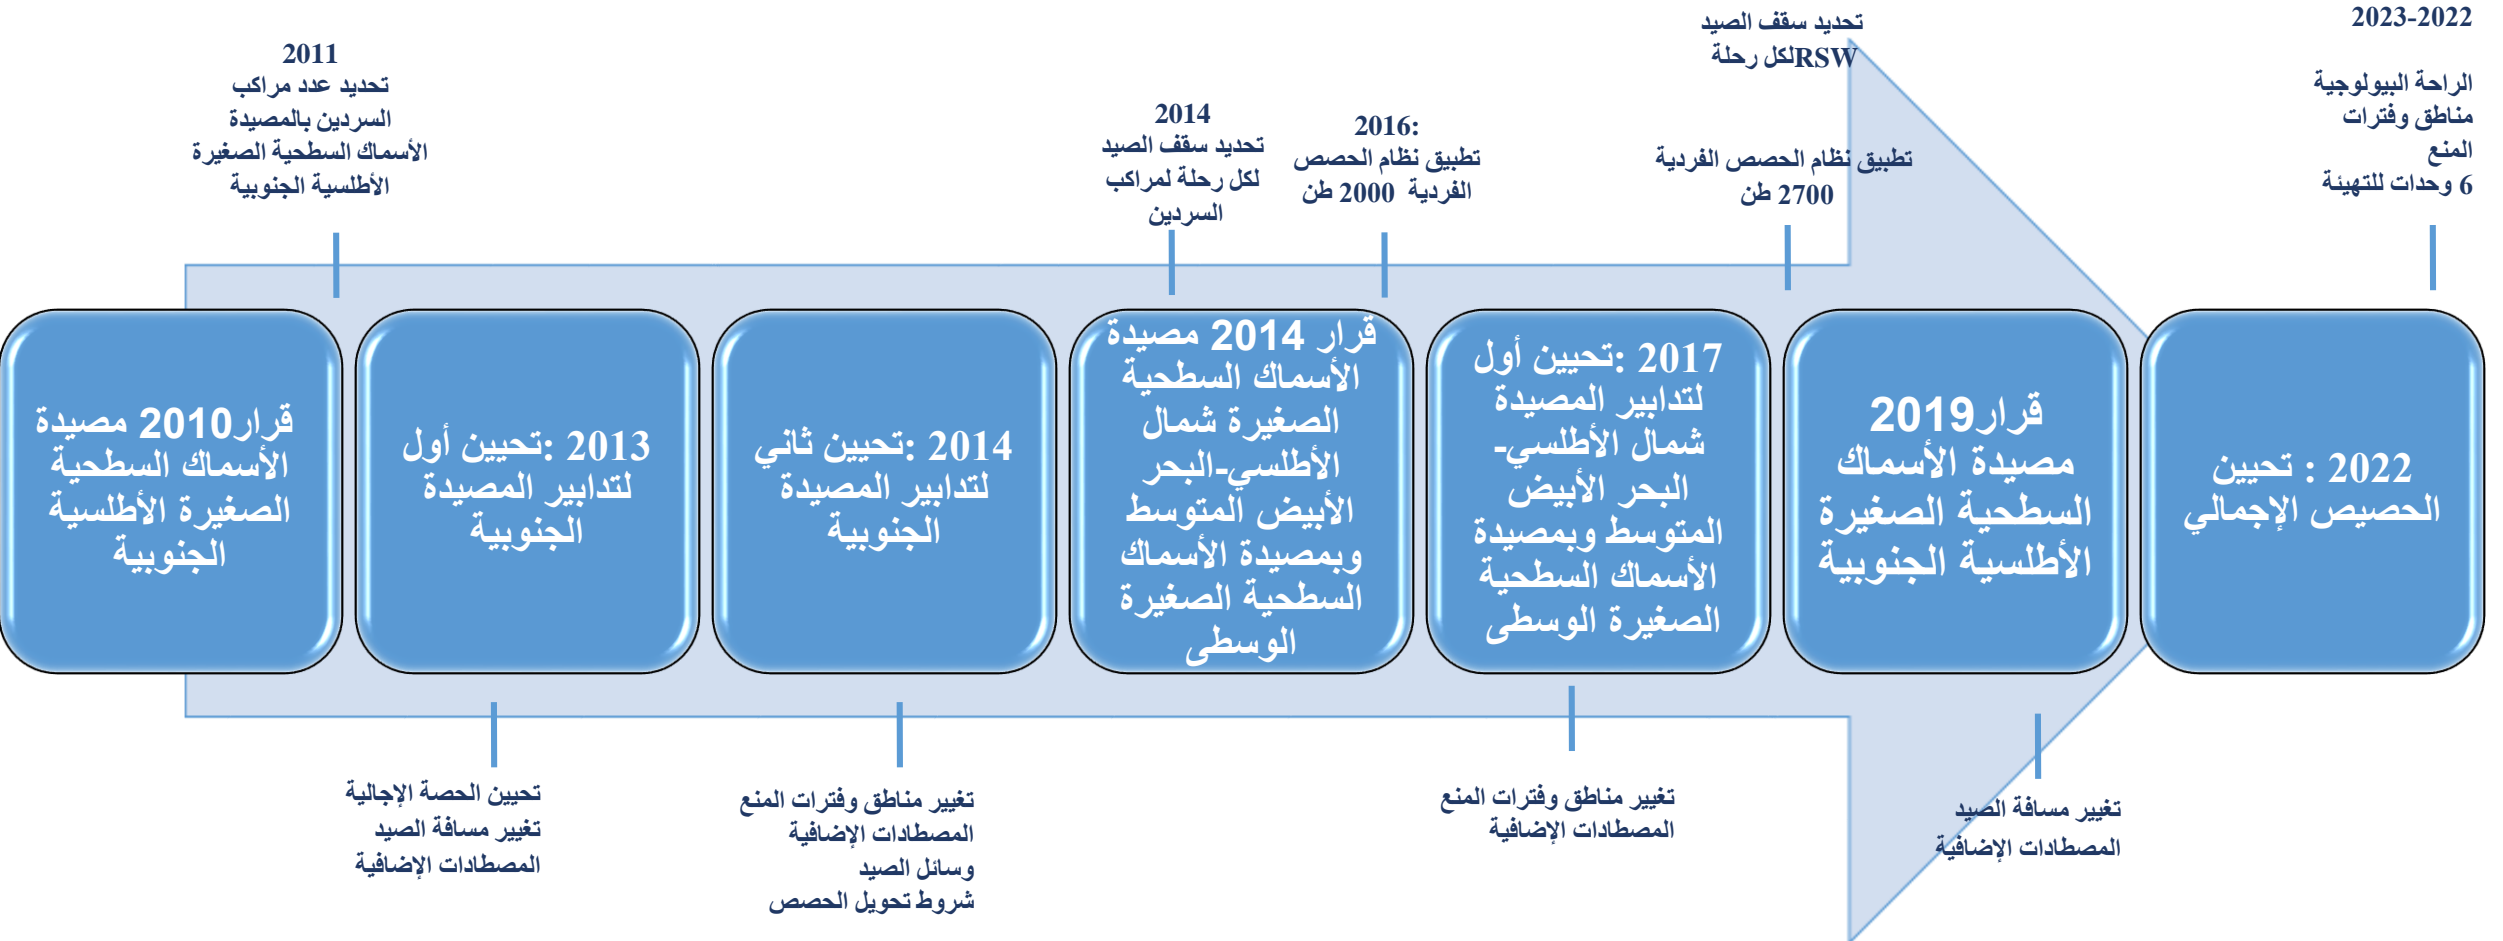 2011
تحديد عدد مراكب
السردين بالمصيدة
الأسماك السطحية الصغيرة
الأطلسية الجنوبية
2014
تحديد سقف الصيد
لكل رحلة لمراكب
السردين
2016:
تطبيق نظام الحصص
الفردية 2000 طن
تحديد سقف الصيد
RSWلكل رحلة
تطبيق نظام الحصص الفردية
2700 طن
2023-2022
الراحة البيولوجية
مناطق وفترات
المنع
6 وحدات للتهيئة
قرار2010 مصيدة
الأسماك السطحية
الصغيرة الأطلسية
الجنوبية
2013 :تحيين أول
لتدابير المصيدة
الجنوبية
2014 :تحيين ثاني
لتدابير المصيدة
الجنوبية
قرار 2014 مصيدة
الأسماك السطحية
الصغيرة شمال
الأطلسي-البحر
الأبيض المتوسط
وبمصيدة الأسماك
السطحية الصغيرة
الوسطى
2017 :تحيين أول
لتدابير المصيدة
شمال الأطلسي-
البحر الأبيض
المتوسط وبمصيدة
الأسماك السطحية
الصغيرة الوسطى
قرار2019
مصيدة الأسماك
السطحية الصغيرة
الأطلسية الجنوبية
2022 : تحيين
الحصيص الإجمالي
تحيين الحصة الإجالية
تغيير مسافة الصيد
المصطادات الإضافية
تغيير مناطق وفترات المنع
المصطادات الإضافية
وسائل الصيد
شروط تحويل الحصص
تغيير مناطق وفترات المنع
المصطادات الإضافية
تغيير مسافة الصيد
المصطادات الإضافية